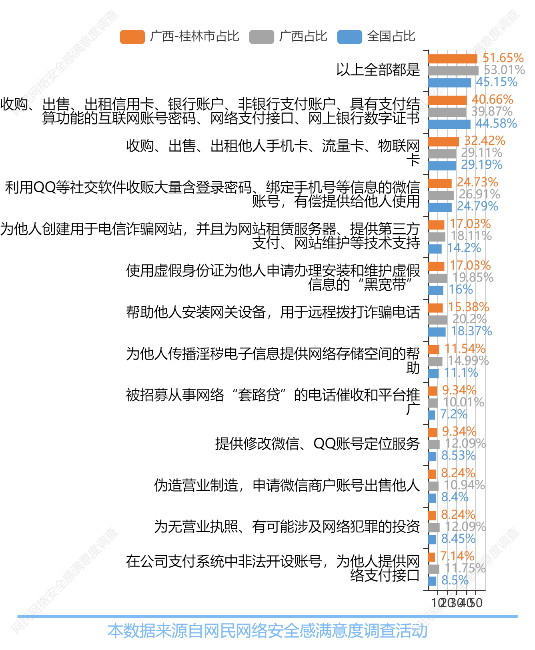 广西-桂林市占比 广西占比 全国占比
以上全部都是
51.65%
53.01%
45.15%
收购、出售、出租信用卡、银行账户、非银行支付账户、具有支付结
算功能的互联网账号密码、网络支付接口、网上银行数字证书
40.66%
39.87%
44.58%
收购、出售、出租他人手机卡、流量卡、物联网
卡
32.42%
29.11%
29.19%
利用QQ等社交软件收贩大量含登录密码、绑定手机号等信息的微信
账号，有偿提供给他人使用
24.73%
26.91%
24.79%
为他人创建用于电信诈骗网站，并且为网站租赁服务器、提供第三方
支付、网站维护等技术支持
17.03%
18.11%
14.2%
使用虚假身份证为他人申请办理安装和维护虚假
信息的“黑宽带”
17.03%
19.85%
16%
帮助他人安装网关设备，用于远程拨打诈骗电话
15.38%
20.2%
18.37%
为他人传播淫秽电子信息提供网络存储空间的帮
助
11.54%
14.99%
11.1%
被招募从事网络“套路贷”的电话催收和平台推
广
9.34%
10.01%
7.2%
提供修改微信、QQ账号定位服务
9.34%
12.09%
8.53%
伪造营业制造，申请微信商户账号出售他人
8.24%
10.94%
8.4%
为无营业执照、有可能涉及网络犯罪的投资
8.24%
12.09%
8.45%
在公司支付系统中非法开设账号，为他人提供网
络支付接口
7.14%
11.75%
8.5%
10 20 30 40 50
本数据来源自网民网络安全感满意度调查活动